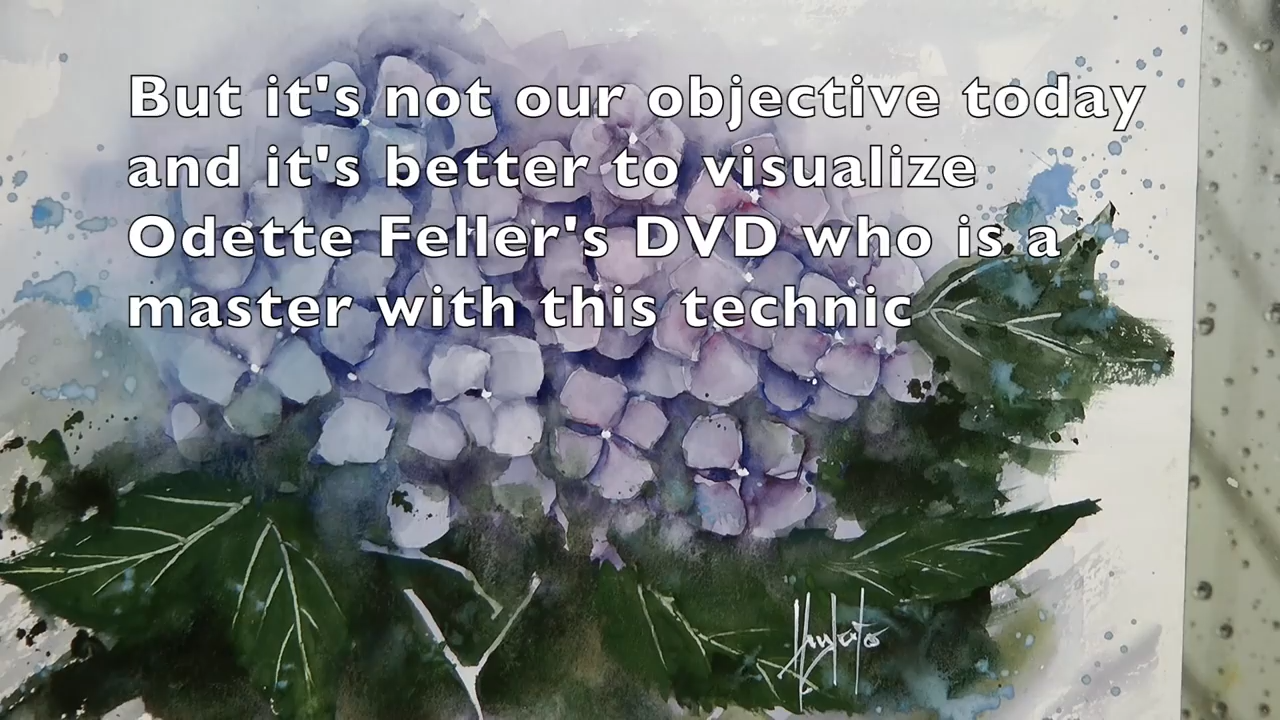 But it's not our objective today
and it's better to visualize
Odette Feller's DVD who is a
master with this technic